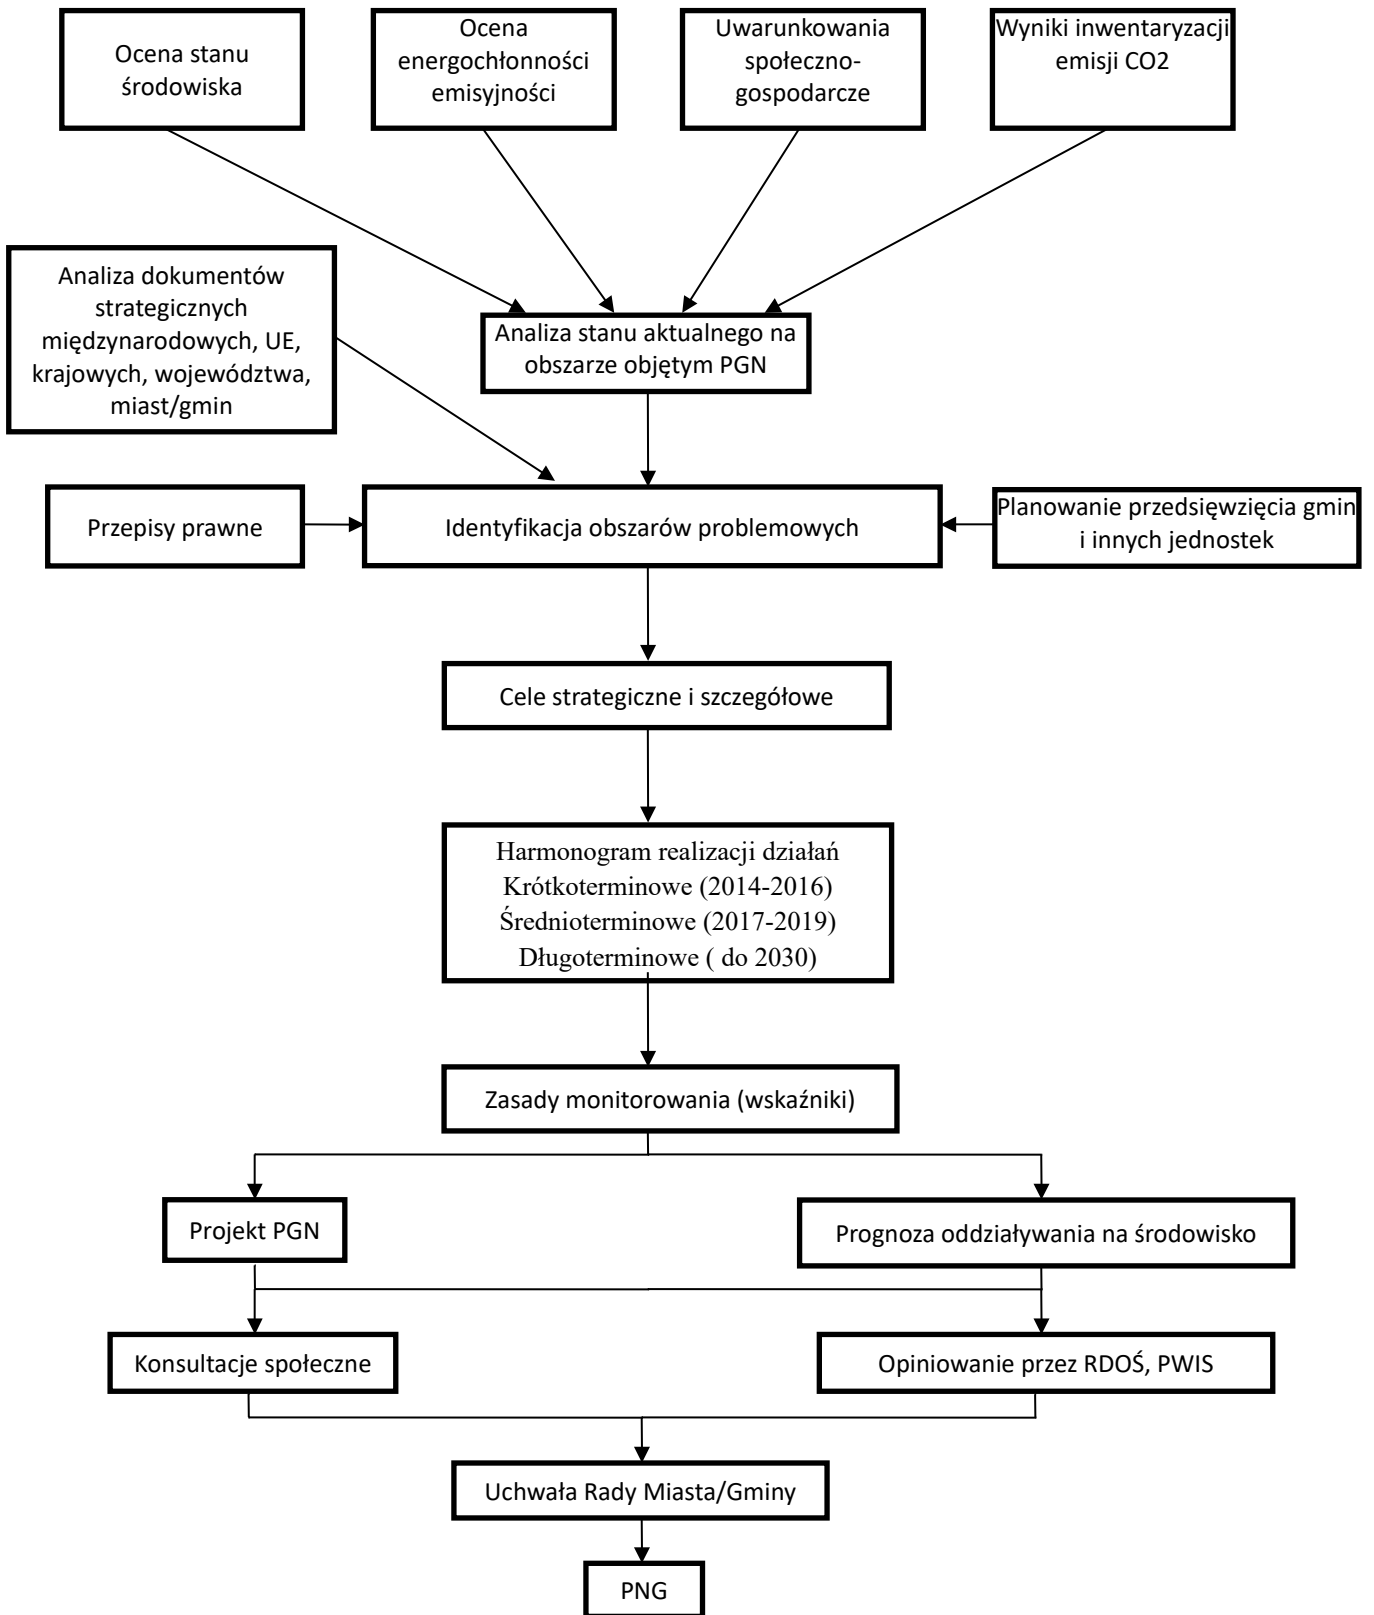 Ocena stanu
środowiska
Ocena
energochłonności
emisyjności
Uwarunkowania
społeczno-
gospodarcze
Wyniki inwentaryzacji
emisji CO2
Analiza dokumentów
strategicznych
międzynarodowych, UE,
krajowych, województwa,
miast/gmin
Analiza stanu aktualnego na
obszarze objętym PGN
Przepisy prawne
Identyfikacja obszarów problemowych
Planowanie przedsięwzięcia gmin
i innych jednostek
Cele strategiczne i szczegółowe
Harmonogram realizacji działań
Krótkoterminowe (2014-2016)
Średnioterminowe (2017-2019)
Długoterminowe ( do 2030)
Zasady monitorowania (wskaźniki)
Projekt PGN
Prognoza oddziaływania na środowisko
Konsultacje społeczne
Opiniowanie przez RDOŚ, PWIS
Uchwała Rady Miasta/Gminy
PNG